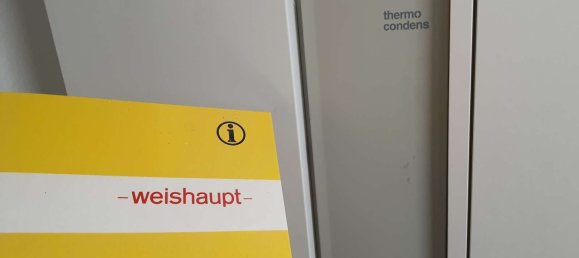 thermo
condens
i
-weishaupt-